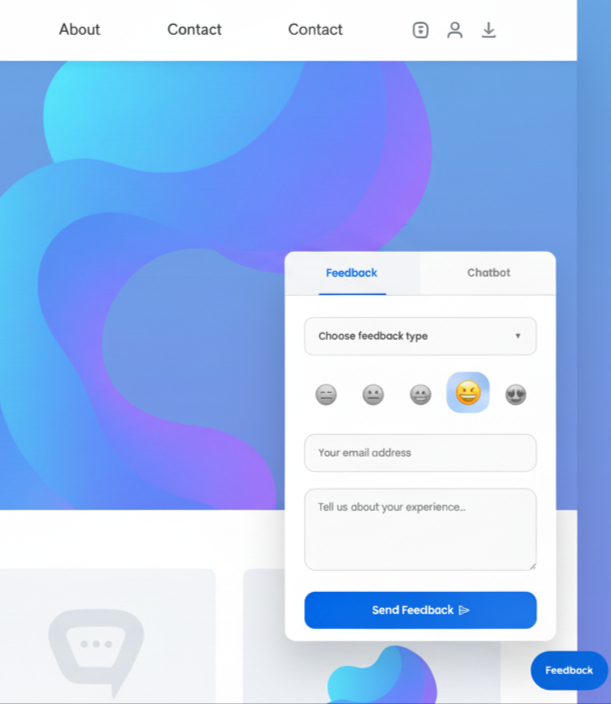 About Contact Contact
Feedback Chatbot
Choose feedback type
Your email address
Tell us about your experience...
Send Feedback
Feedback